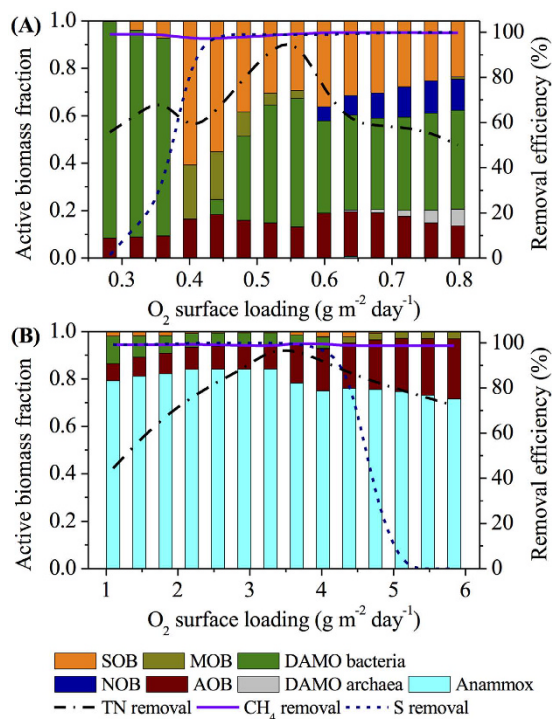 (A)
1.0
0.8
0.6
0.4
0.2
0.0
Active biomass fraction
100
80
60
40
20
0
Removal efficiency (%)
0.3 0.4 0.5 0.6 0.7 0.8
O₂ surface loading (g m⁻² day⁻¹)
(B)
1.0
0.8
0.6
0.4
0.2
0.0
Active biomass fraction
100
80
60
40
20
0
Removal efficiency (%)
1 2 3 4 5 6
O₂ surface loading (g m⁻² day⁻¹)
SOB MOB DAMO bacteria
NOB AOB DAMO archaea Anammox
TN removal CH₄ removal S removal